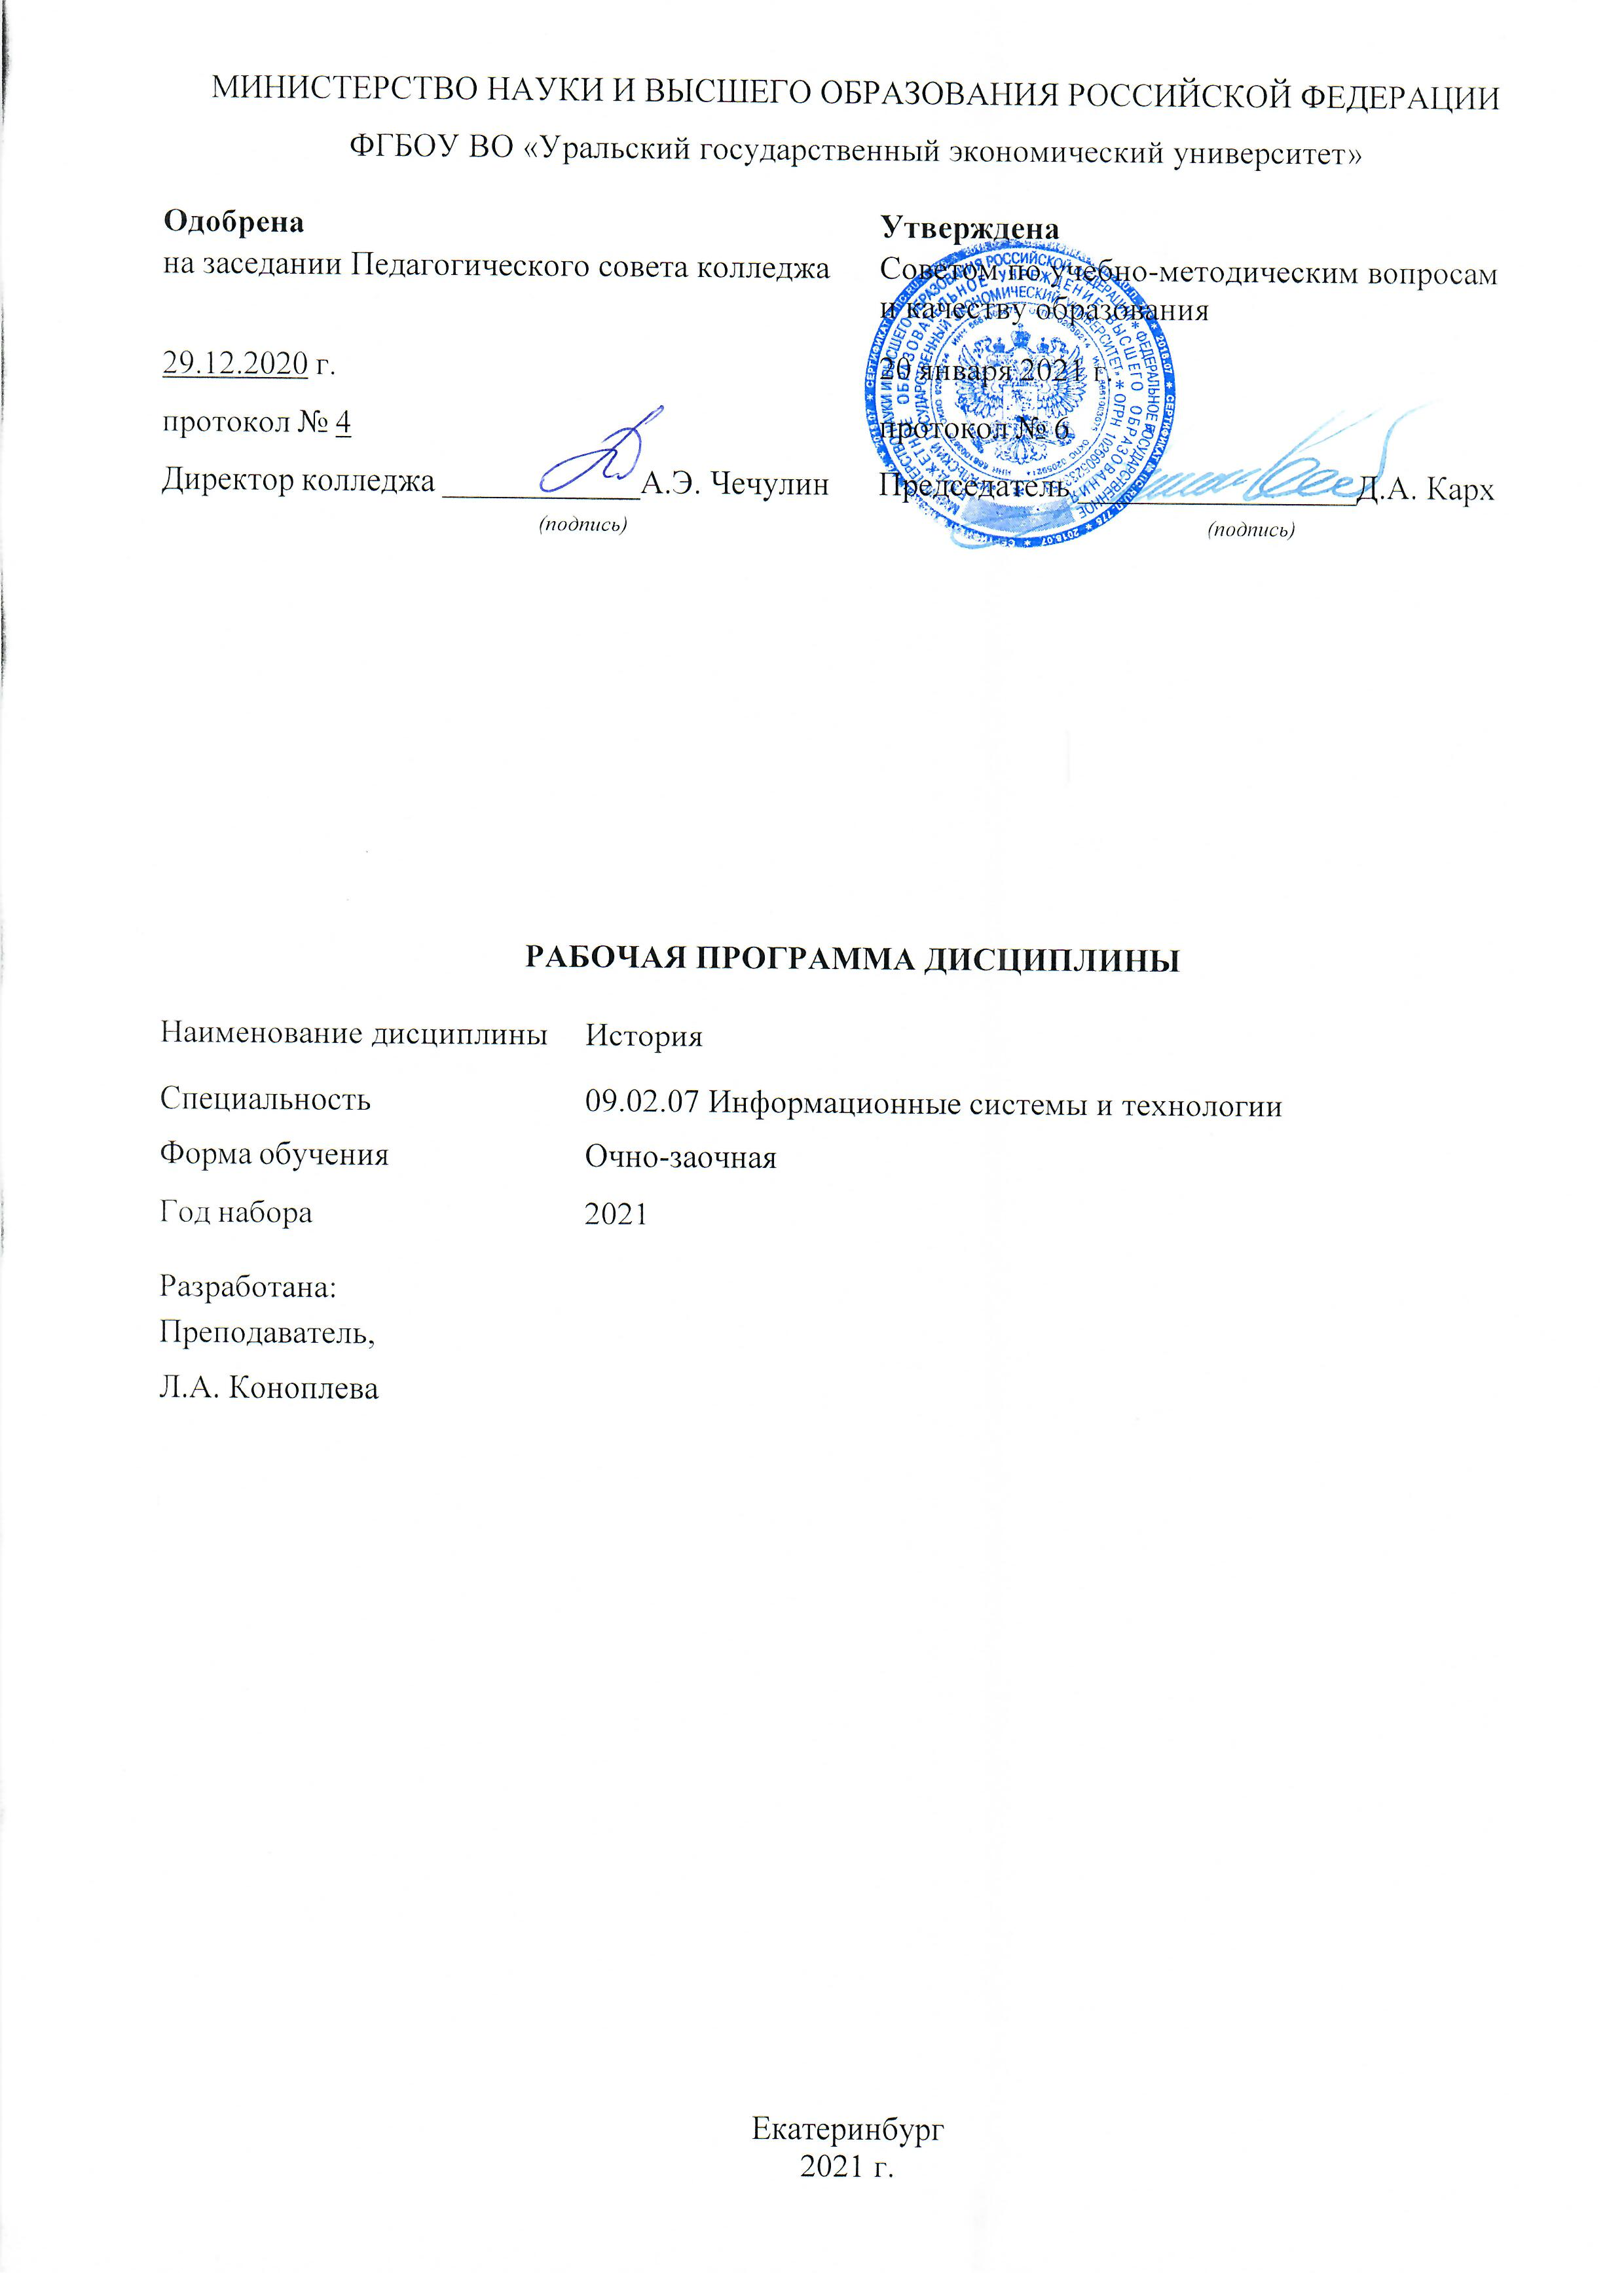 МИНИСТЕРСТВО НАУКИ И ВЫСШЕГО ОБРАЗОВАНИЯ РОССИЙСКОЙ ФЕДЕРАЦИИ
ФГБОУ ВО «Уральский государственный экономический университет»
Одобрена
на заседании Педагогического совета колледжа
29.12.2020 г.
протокол № 4
Директор колледжа ____________А.Э. Чечулин
(подпись)
Утверждена
Советом по учебно-методическим вопросам
и качеству образования
20 января 2021 г.
протокол № 6
Председатель_________________Д.А. Карх
(подпись)
РАБОЧАЯ ПРОГРАММА ДИСЦИПЛИНЫ
Наименование дисциплины История
Специальность 09.02.07 Информационные системы и технологии
Форма обучения Очно-заочная
Год набора 2021
Разработана:
Преподаватель,
Л.А. Коноплева
Екатеринбург
2021 г.